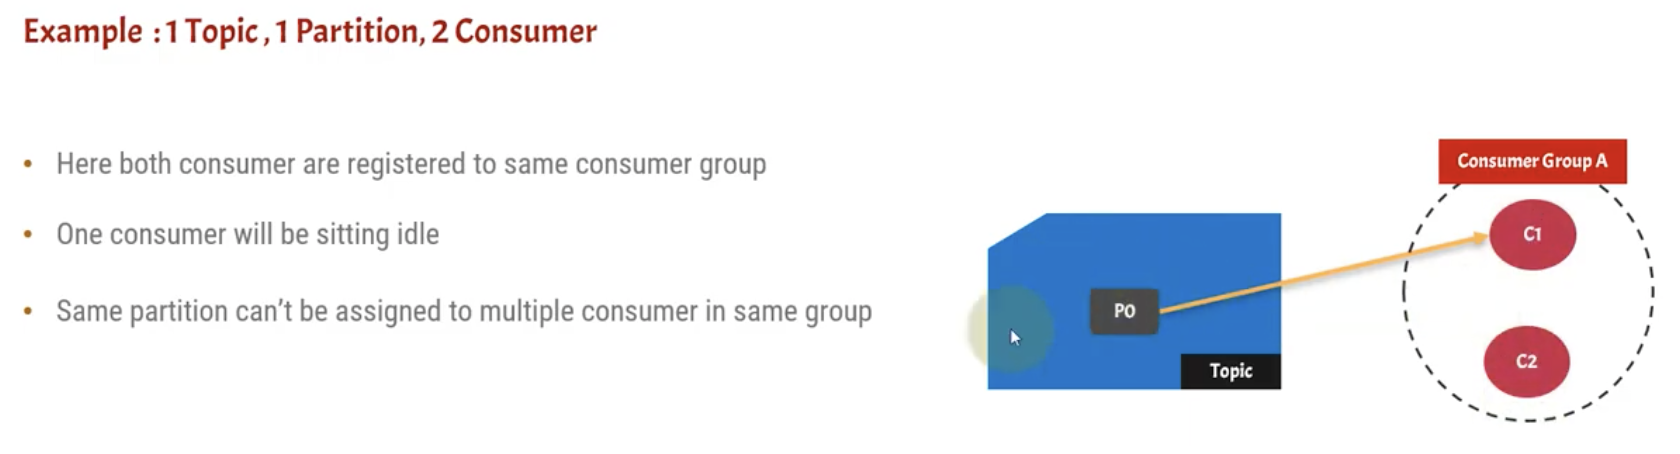 Example : 1 Topic , 1 Partition, 2 Consumer
• Here both consumer are registered to same consumer group
• One consumer will be sitting idle
• Same partition can’t be assigned to multiple consumer in same group
Consumer Group A
C1
P0
C2
Topic